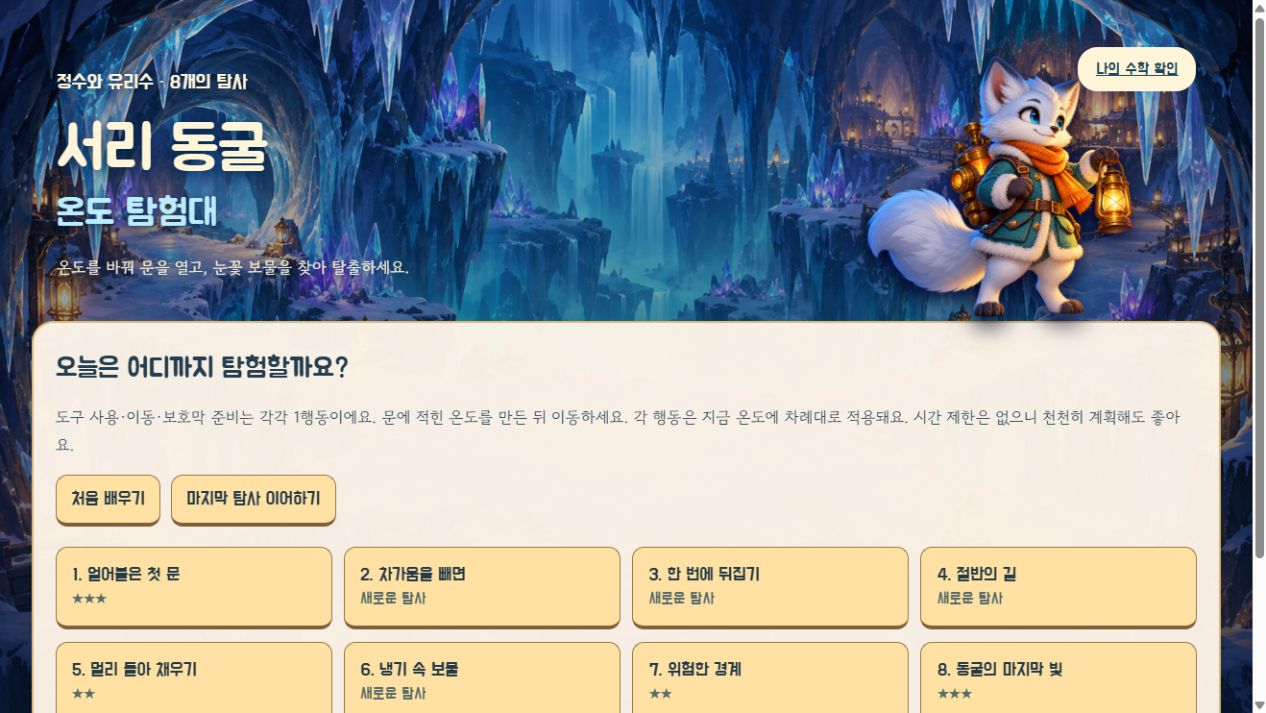 정수와 유리수 · 8개의 탐사
나의 수학 확인
서리 동굴
온도 탐험대
온도를 바꿔 문을 열고, 눈꽃 보물을 찾아 탈출하세요.
오늘은 어디까지 탐험할까요?
도구 사용·이동·보호막 준비는 각각 1행동이에요. 문에 적힌 온도를 만든 뒤 이동하세요. 각 행동은 지금 온도에 차례대로 적용돼요. 시간 제한은 없으니 천천히 계획해도 좋아
요.
처음 배우기
마지막 탐사 이어하기
1. 얼어붙은 첫 문
★★★
2. 차가움을 빼면
새로운 탐사
3. 한 번에 뒤집기
새로운 탐사
4. 절반의 길
새로운 탐사
5. 멀리 돌아 채우기
★★
6. 냉기 속 보물
새로운 탐사
7. 위험한 경계
★★
8. 동굴의 마지막 빛
★★★